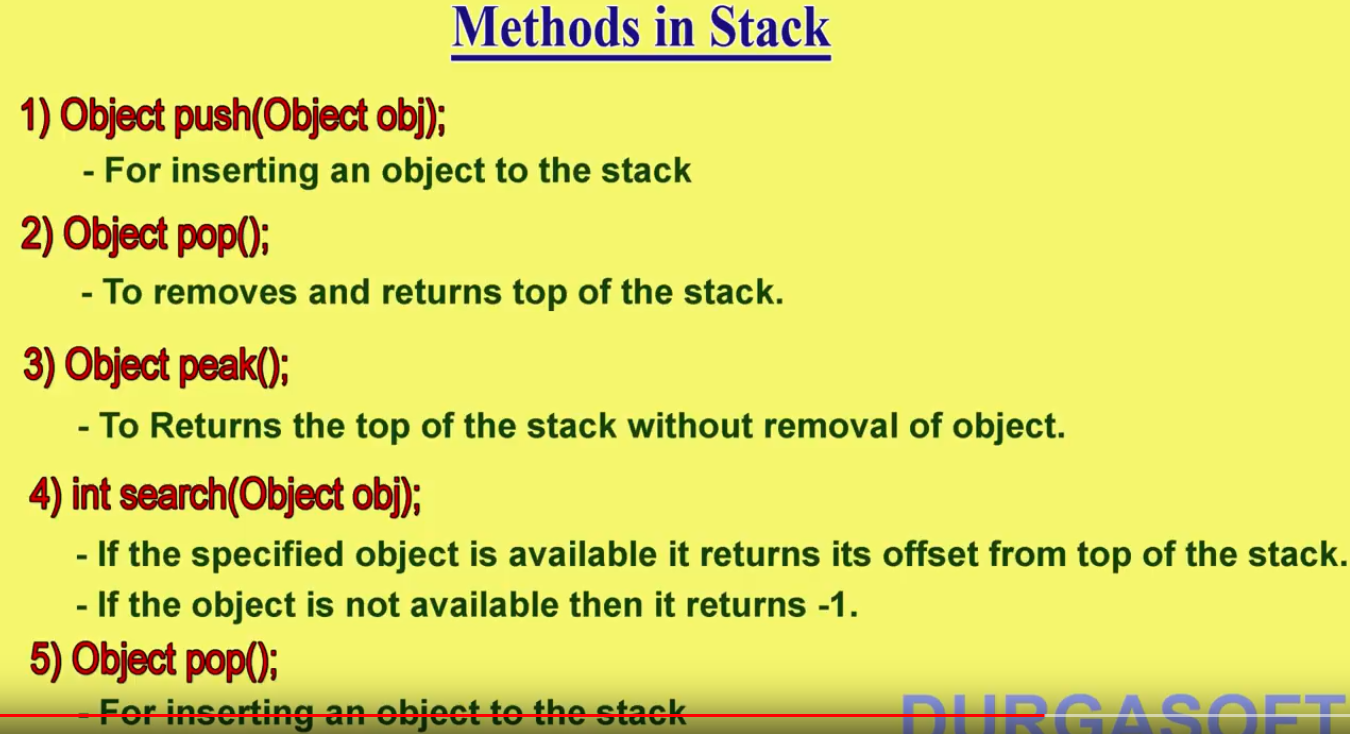 Methods in Stack
1) Object push(Object obj);
- For inserting an object to the stack
2) Object pop();
- To removes and returns top of the stack.
3) Object peak();
- To Returns the top of the stack without removal of object.
4) int search(Object obj);
- If the specified object is available it returns its offset from top of the stack.
- If the object is not available then it returns -1.
5) Object pop();
- For inserting an object to the stack
DURGASOFT